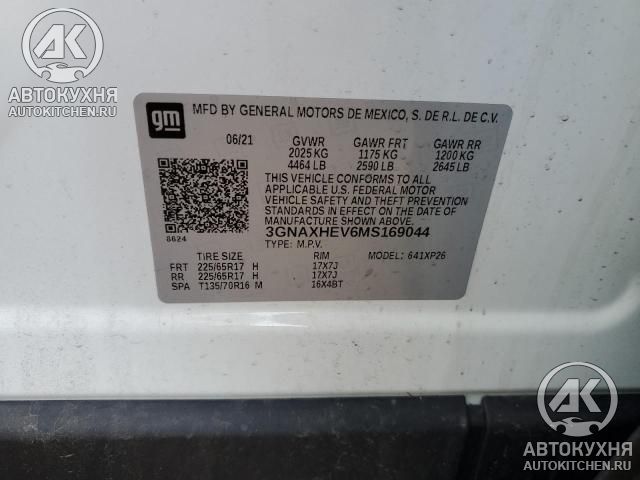 АК
АВТОКУХНЯ
AUTOKITCHEN.RU
gm
MFD BY GENERAL MOTORS DE MEXICO, S. DE R.L. DE C.V.
06/21 GVWR GAWR FRT GAWR RR
2025 KG 1175 KG 1200 KG
4464 LB 2590 LB 2645 LB
THIS VEHICLE CONFORMS TO ALL
APPLICABLE U.S. FEDERAL MOTOR
VEHICLE SAFETY AND THEFT PREVENTION
STANDARDS IN EFFECT ON THE DATE OF
MANUFACTURE SHOWN ABOVE.
8624
3GNAXHEV6MS169044
TYPE: M.P.V. MODEL: 641XP26
TIRE SIZE RIM
FRT 225/65R17 H 17X7J
RR 225/65R17 H 17X7J
SPA T135/70R16 M 16X4BT
АК
АВТОКУХНЯ
AUTOKITCHEN.RU